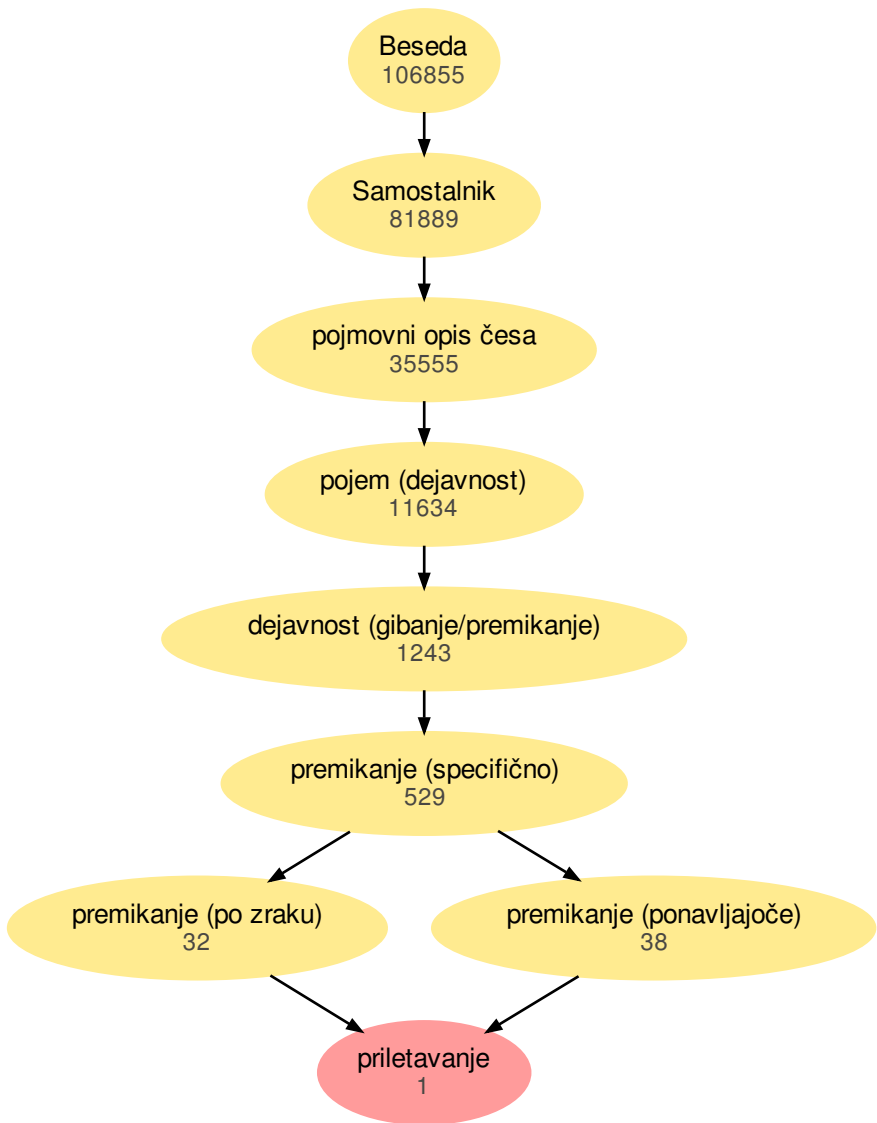 Beseda
106855
Samostalnik
81889
pojmovni opis česa
35555
pojem (dejavnost)
11634
dejavnost (gibanje/premikanje)
1243
premikanje (specifično)
529
premikanje (po zraku)
32
premikanje (ponavljajoče)
38
priletavanje
1